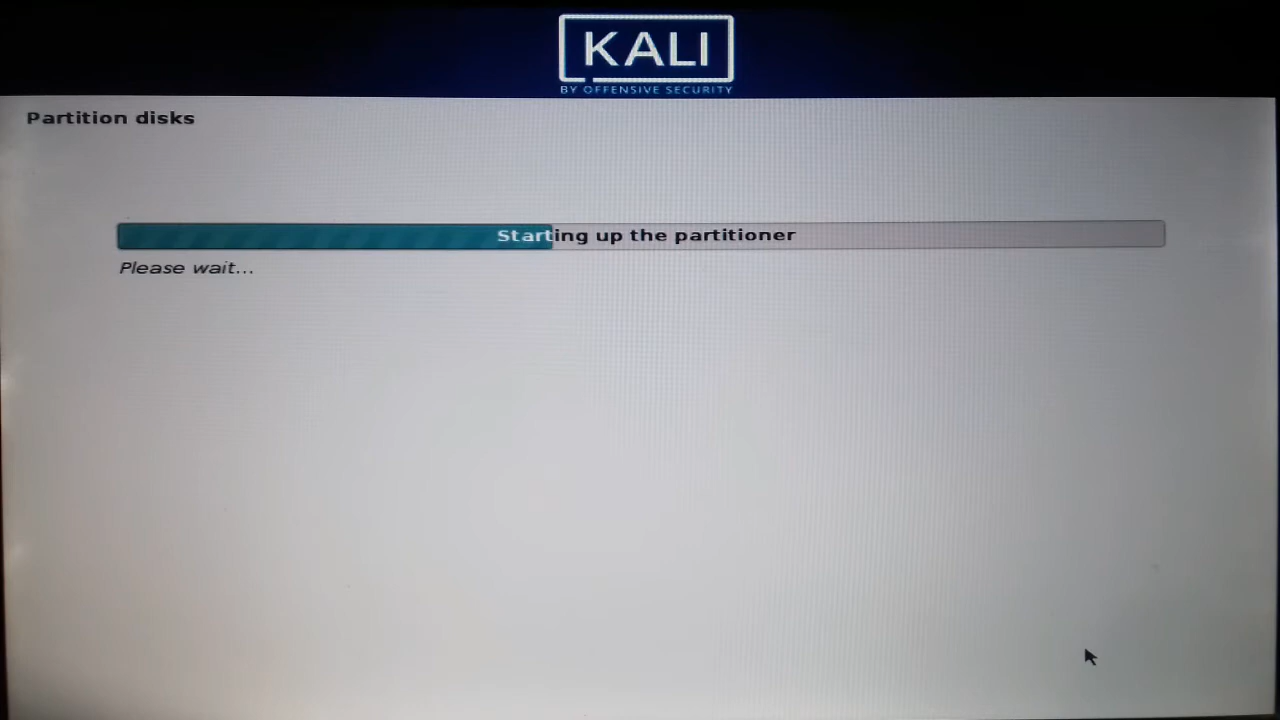 KALI
BY OFFENSIVE SECURITY
Partition disks
Starting up the partitioner
Please wait...